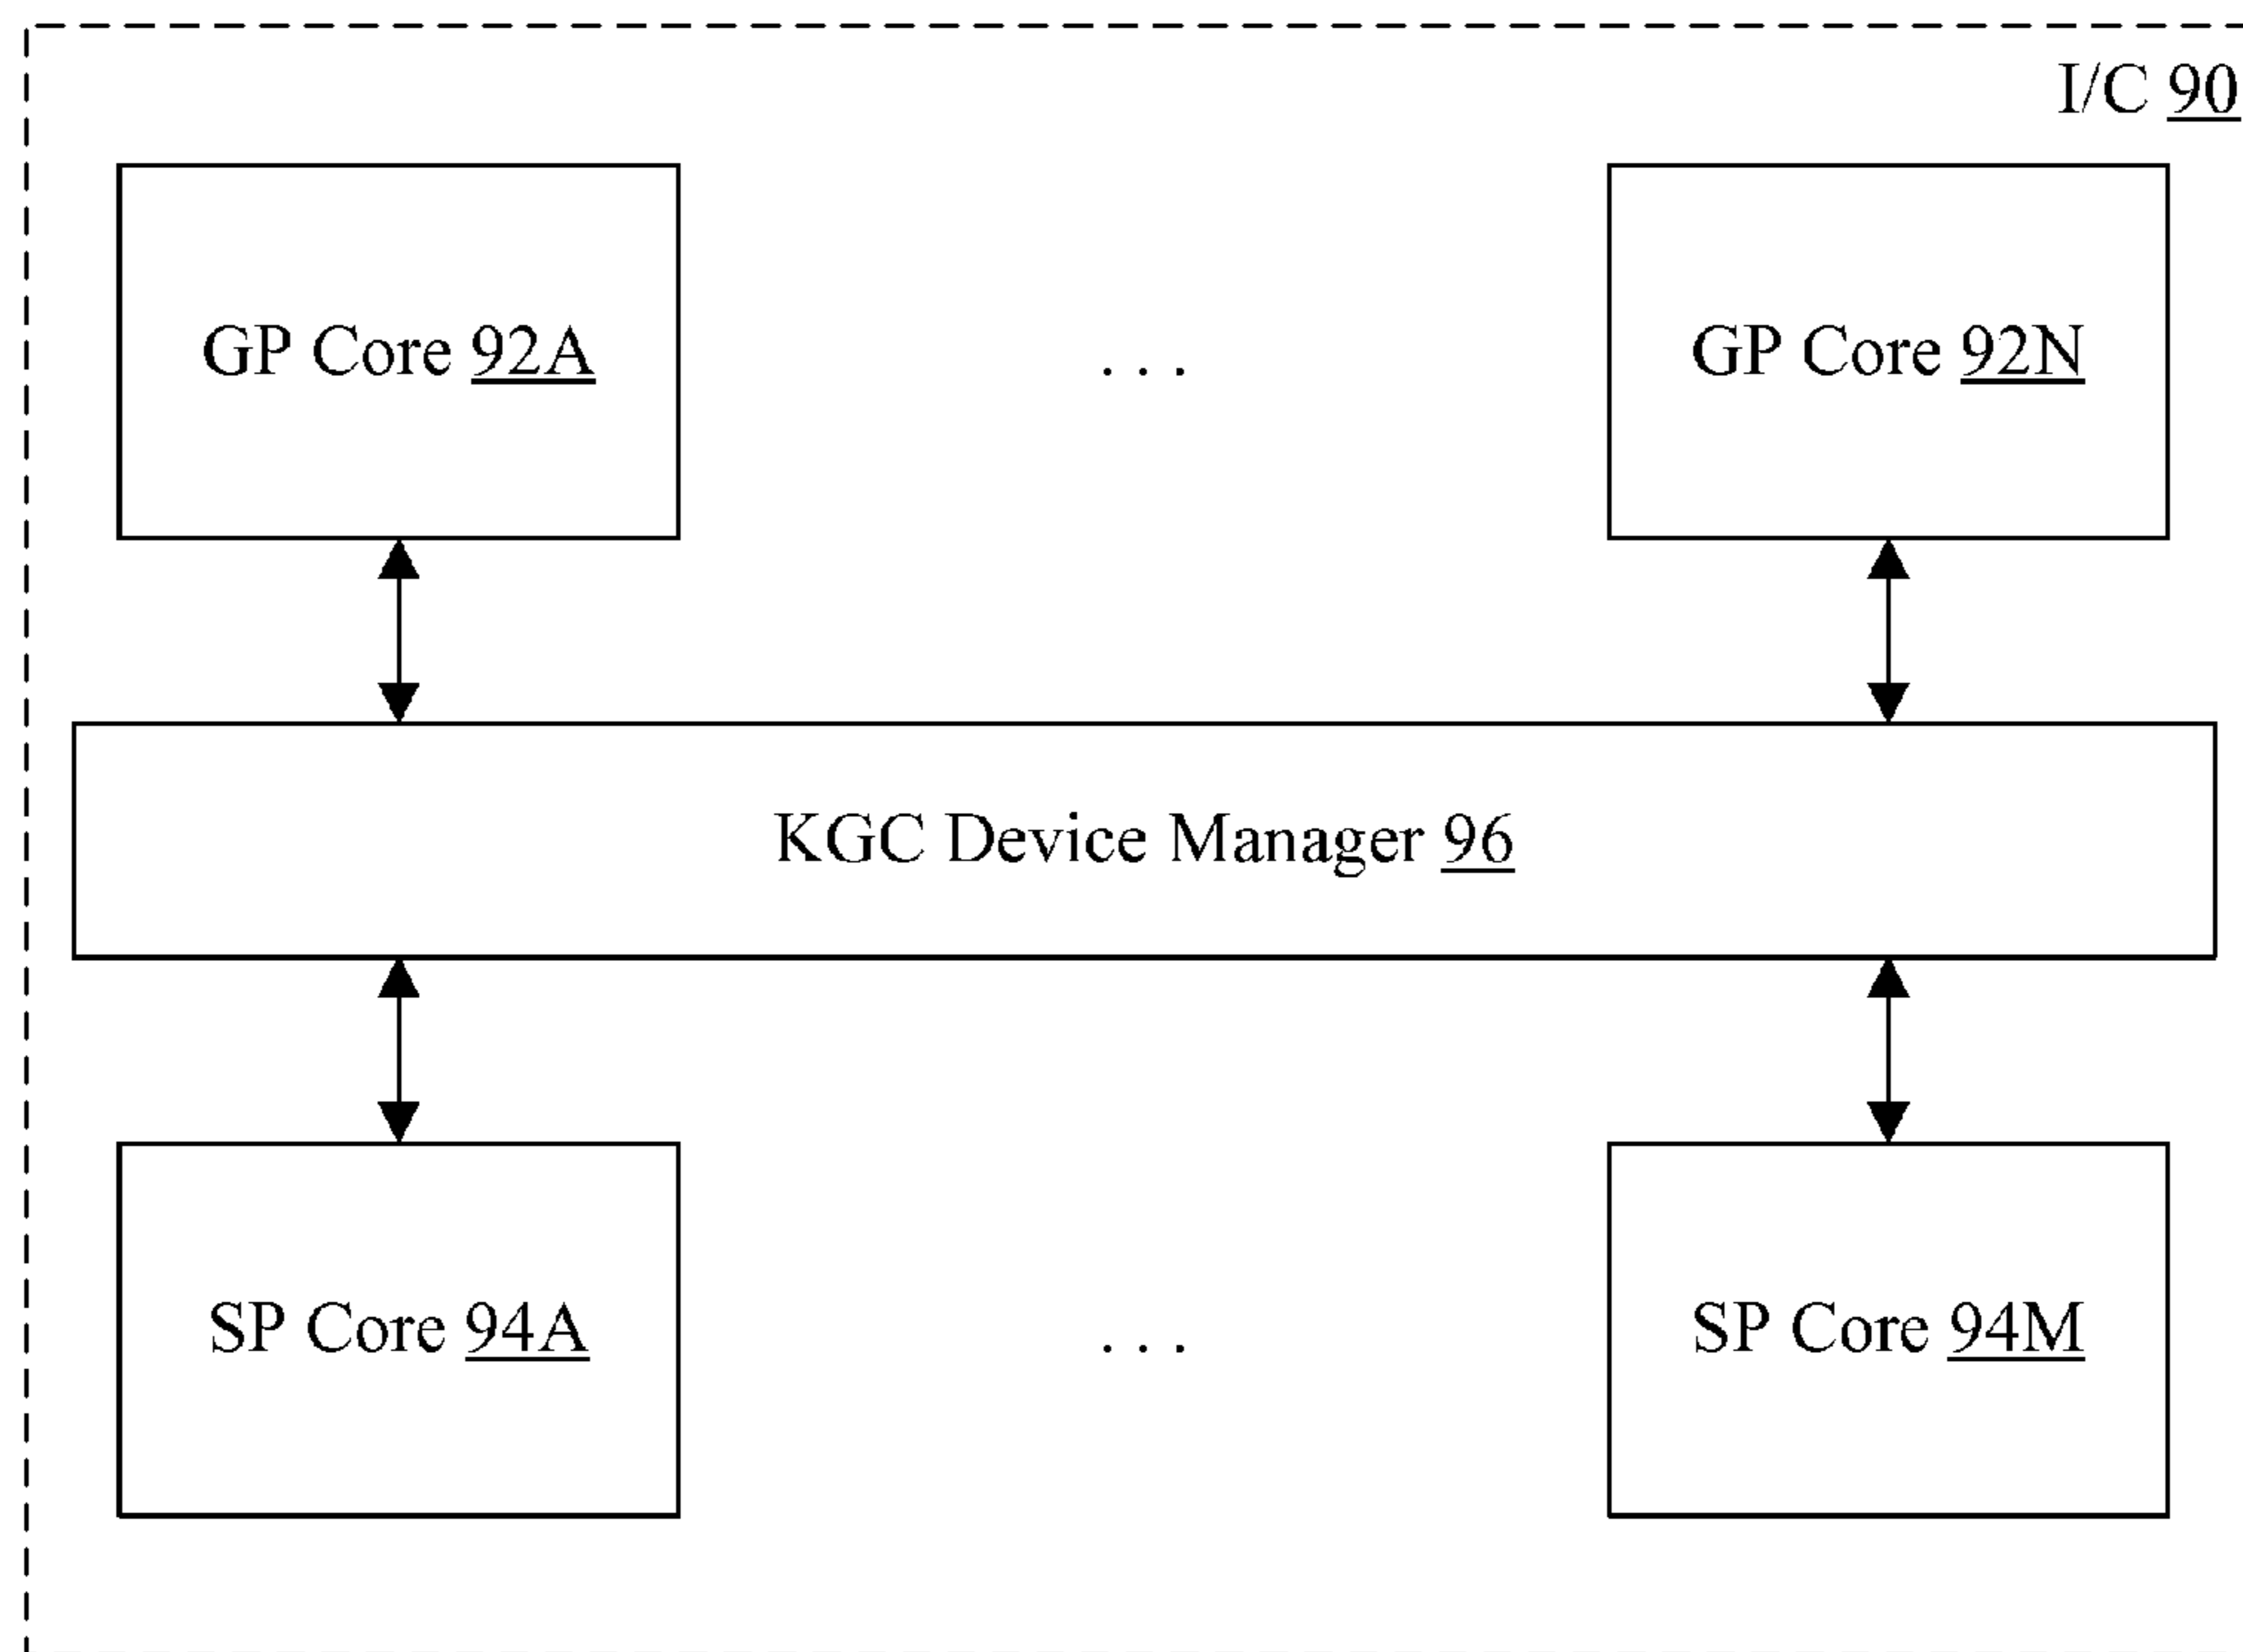 I/C 90
GP Core 92A
. . .
GP Core 92N
KGC Device Manager 96
SP Core 94A
. . .
SP Core 94M